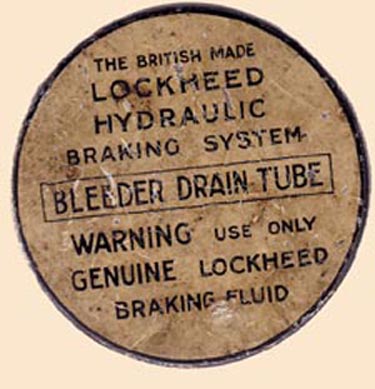 THE BRITISH MADE
LOCKHEED
HYDRAULIC
BRAKING SYSTEM
BLEEDER DRAIN TUBE
WARNING USE ONLY
GENUINE LOCKHEED
BRAKING FLUID